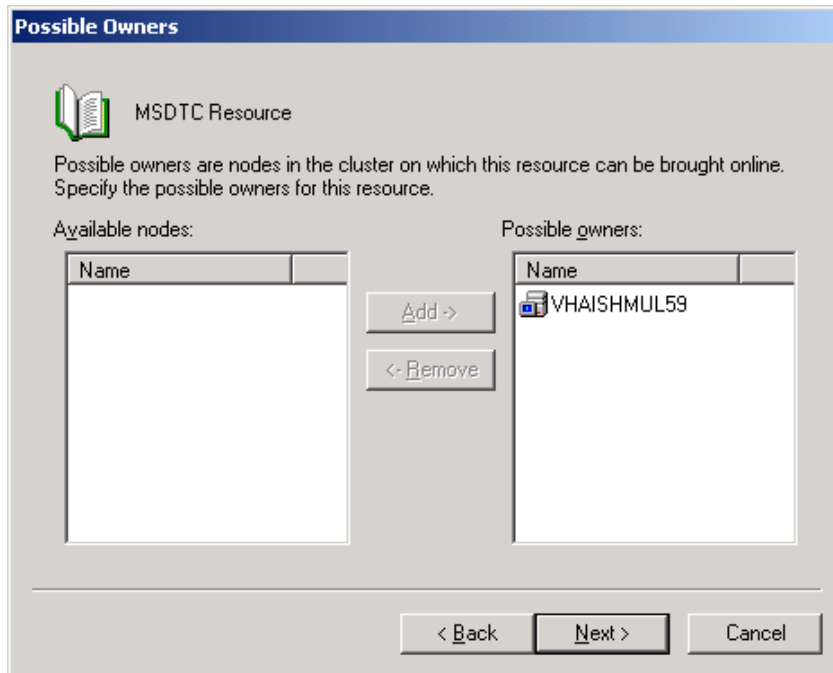 Possible Owners
MSDTC Resource
Possible owners are nodes in the cluster on which this resource can be brought online.
Specify the possible owners for this resource.
Available nodes:
Possible owners:
Name
Name
Add ->
VHAISHMUL59
<- Remove
< Back
Next >
Cancel